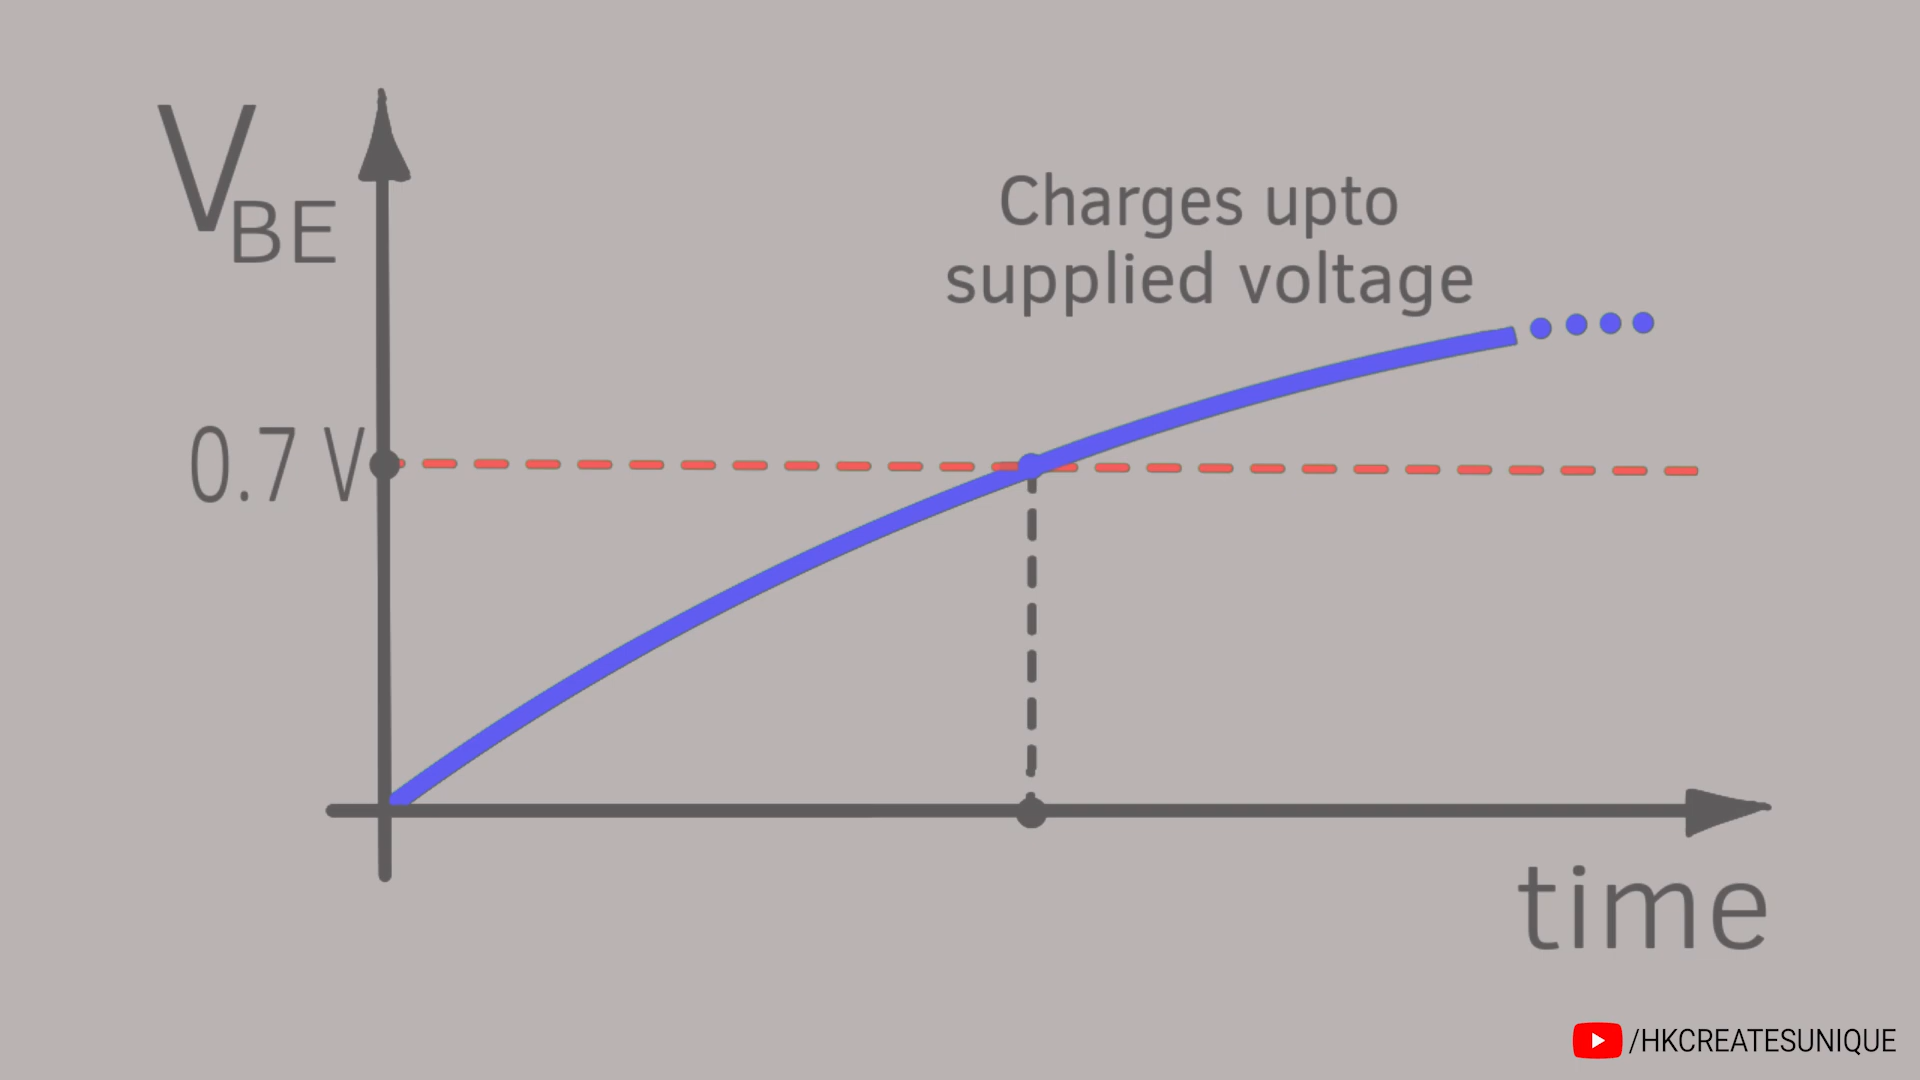 V
BE
Charges upto
supplied voltage
0.7 V
time
/HKCREATESUNIQUE